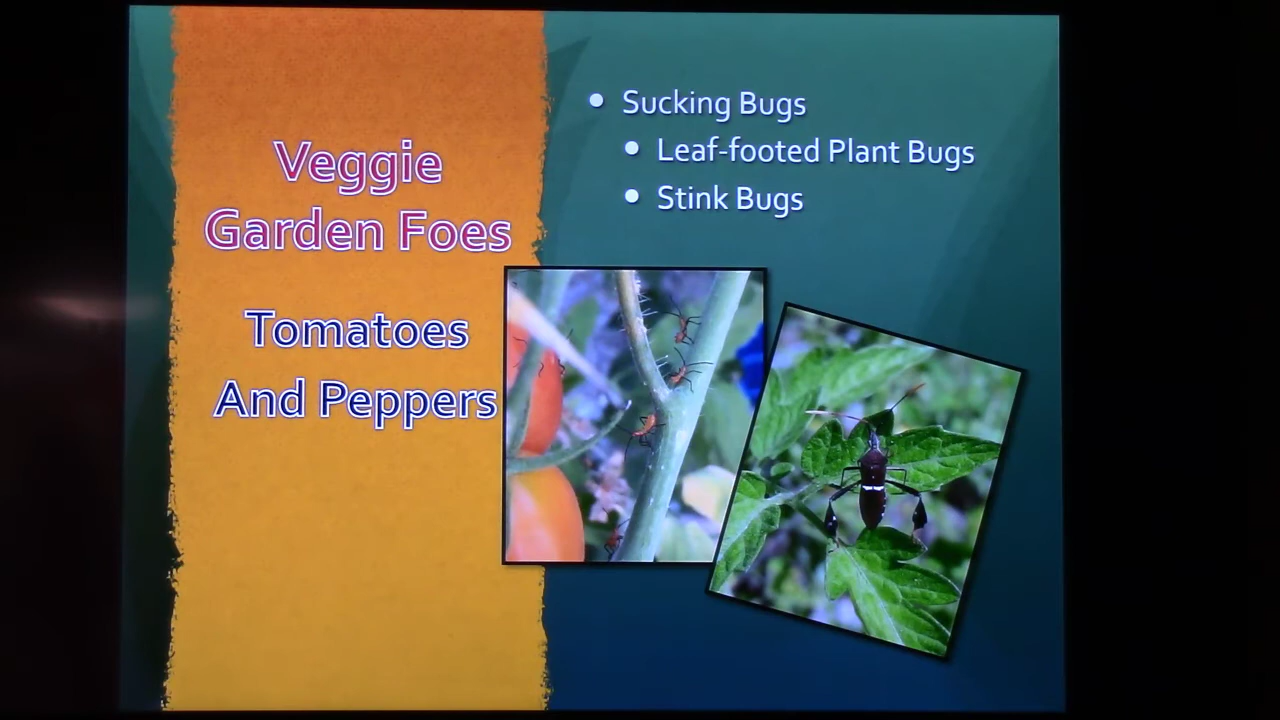 Veggie
Garden Foes
Tomatoes
And Peppers
• Sucking Bugs
• Leaf-footed Plant Bugs
• Stink Bugs